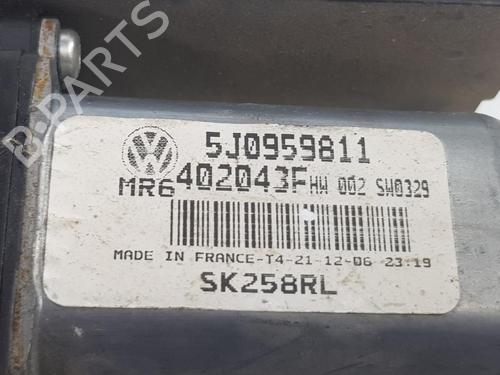 B-PARTS
5J0959811
MR6 402043F HW 002 SW0329
MADE IN FRANCE-T4-21-12-06 23:19
SK258RL